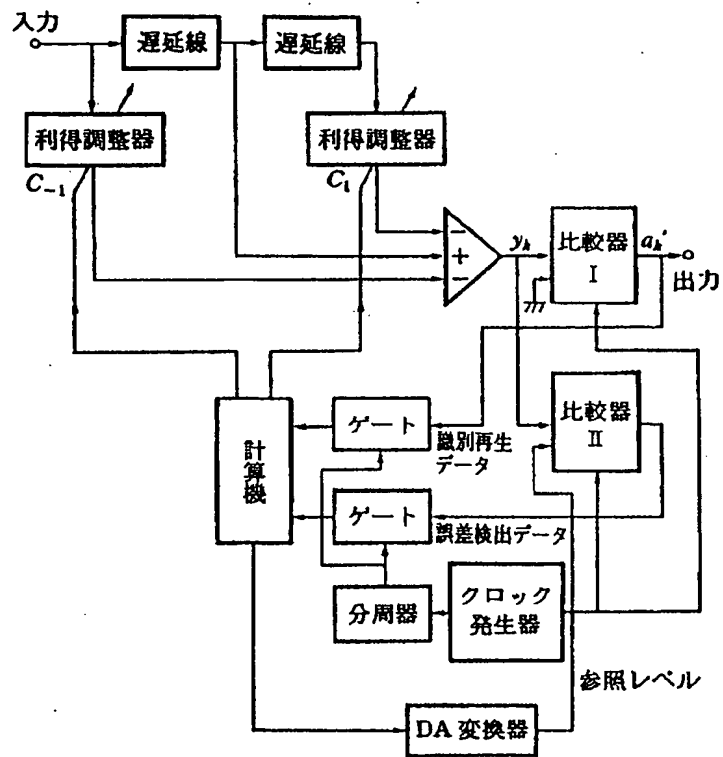 入力
遅延線
遅延線
利得調整器
利得調整器
C₋₁
C₁
−
+
−
yₖ
比較器
I
aₖ′
出力
比較器
II
計算機
ゲート
識別再生
データ
ゲート
誤差検出データ
分周器
クロック
発生器
参照レベル
DA 変換器